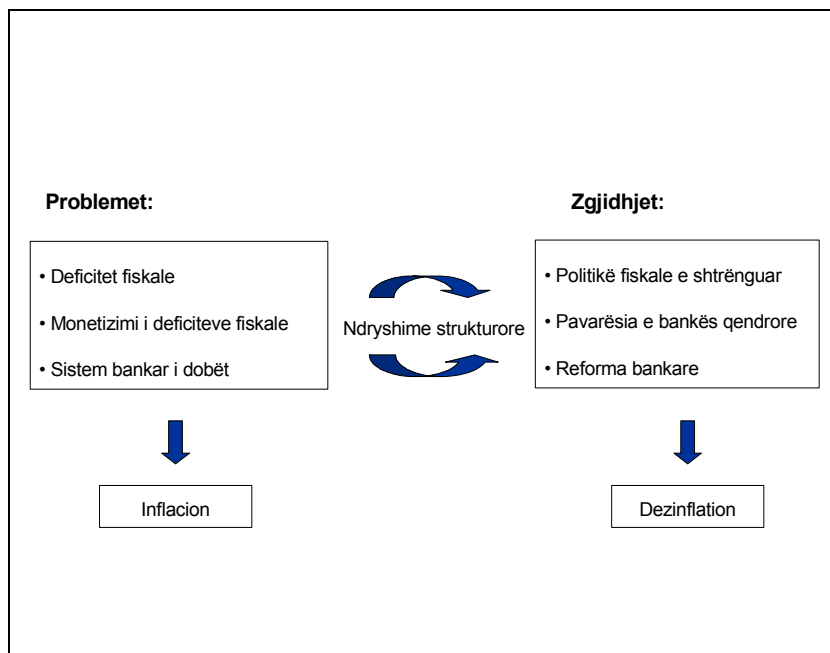 Problemet:
• Deficitet fiskale
• Monetizimi i deficiteve fiskale
• Sistem bankar i dobët
Inflacion
Ndryshime strukturore
Zgjidhjet:
• Politikë fiskale e shtrënguar
• Pavarësia e bankës qendrore
• Reforma bankare
Dezinflation